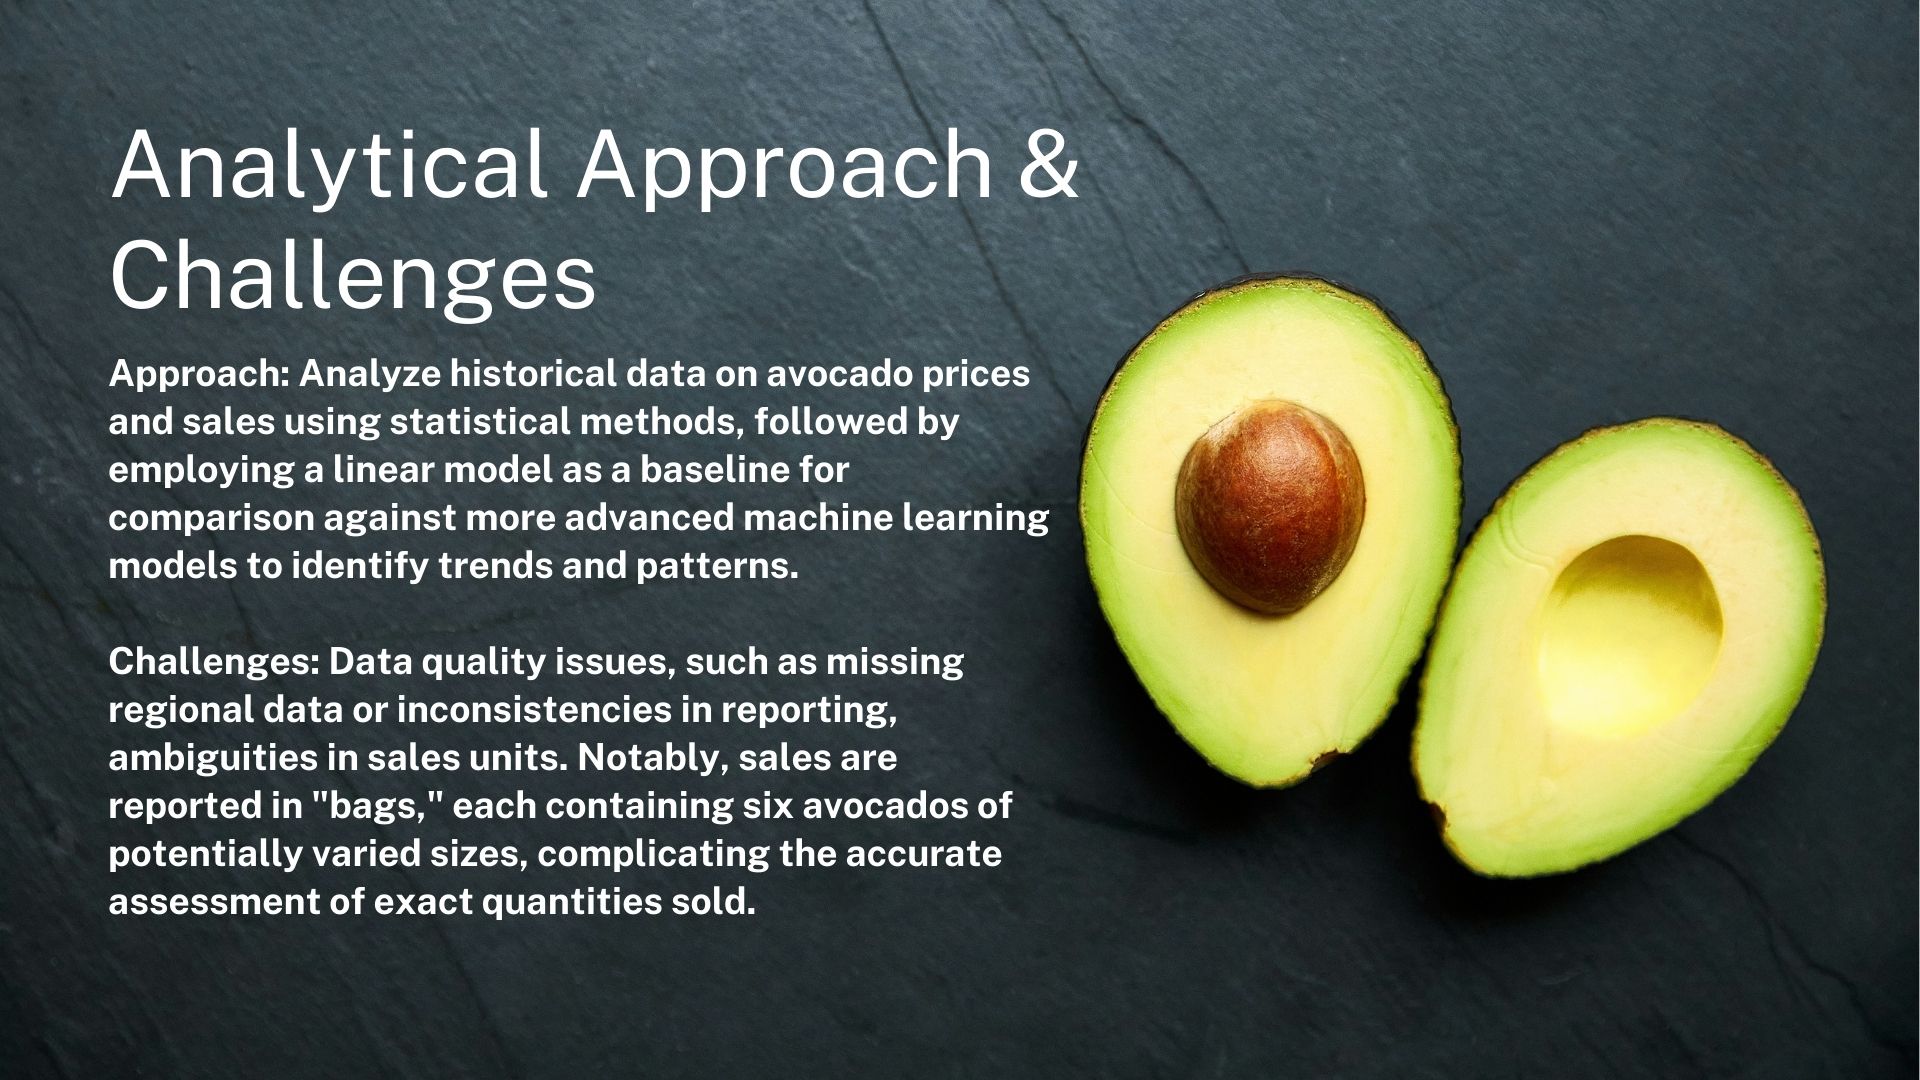 Analytical Approach &
Challenges
Approach: Analyze historical data on avocado prices
and sales using statistical methods, followed by
employing a linear model as a baseline for
comparison against more advanced machine learning
models to identify trends and patterns.
Challenges: Data quality issues, such as missing
regional data or inconsistencies in reporting,
ambiguities in sales units. Notably, sales are
reported in "bags," each containing six avocados of
potentially varied sizes, complicating the accurate
assessment of exact quantities sold.